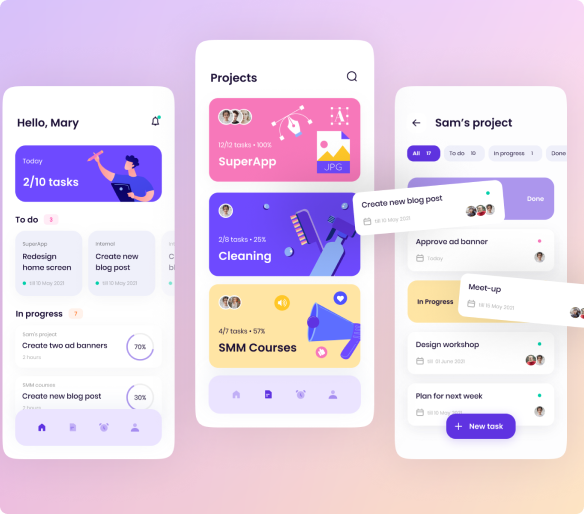 Hello, Mary
Today
2/10 tasks
To do 3
SuperApp
Redesign
home screen
till 10 May 2021
Internal
Create new
blog post
till 10 May 2021
In progress 7
Sam's project
Create two ad banners
2 hours
70%
SMM courses
Create new blog post
2 hours
30%
Projects
12/12 tasks • 100%
SuperApp
A
JPG
2/8 tasks • 25%
Cleaning
4/7 tasks • 57%
SMM Courses
Sam's project
All 17
To do 10
In progress 1
Done
Create new blog post
till 16 May 2021
Done
Approve ad banner
Today
In Progress
Meet-up
till 16 May 2021
Design workshop
till 01 June 2021
Plan for next week
till 16 May 2021
+ New task